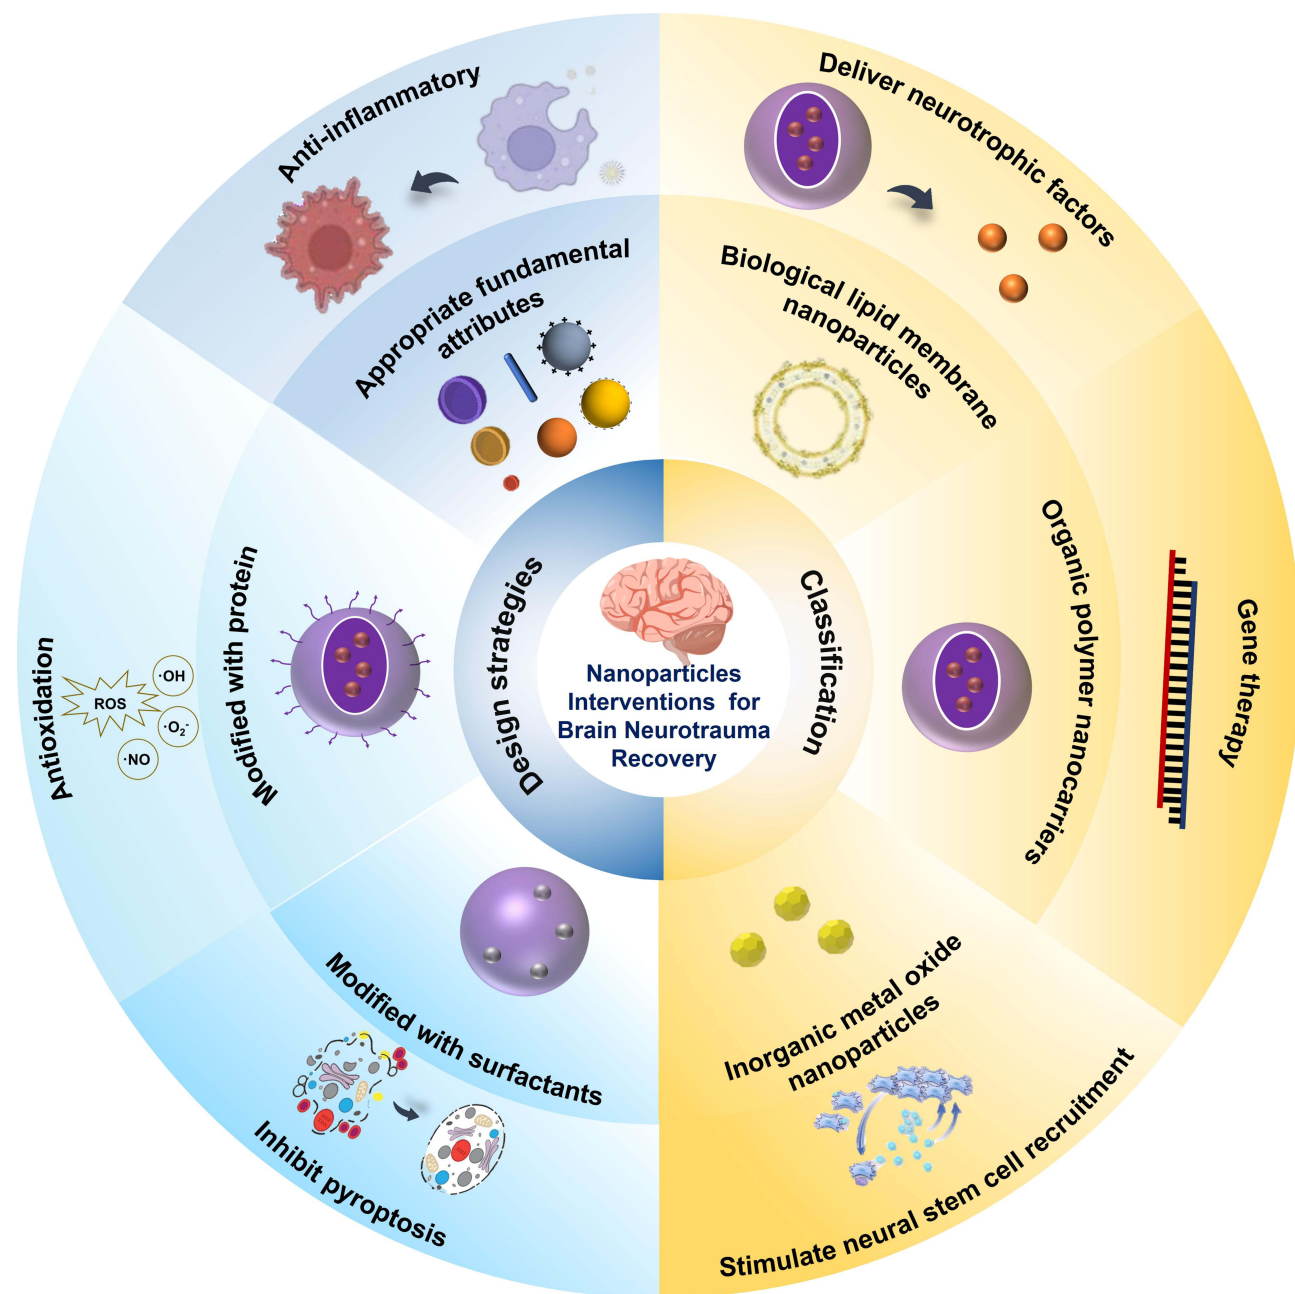 Nanoparticles
Interventions for
Brain Neurotrauma
Recovery
Design strategies
Classification
Appropriate fundamental
attributes
Modified with protein
Modified with surfactants
Biological lipid membrane
nanoparticles
Organic polymer nanocarriers
Inorganic metal oxide
nanoparticles
Anti-inflammatory
Antioxidation
ROS
·OH
·O₂⁻
·NO
Inhibit pyroptosis
Deliver neurotrophic factors
Gene therapy
Stimulate neural stem cell recruitment